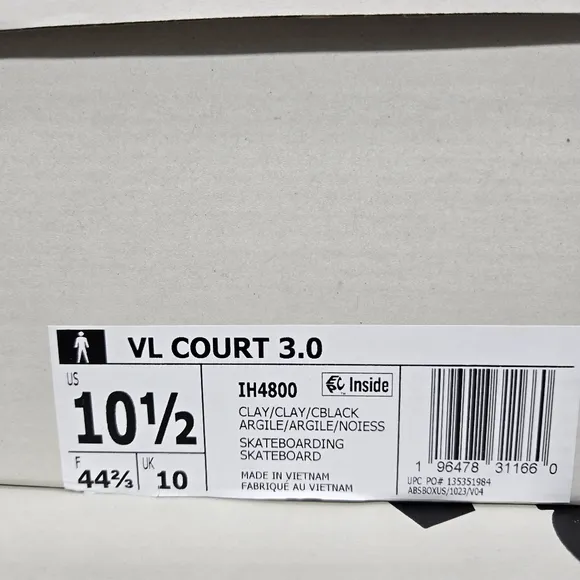 VL COURT 3.0
US
10½
F
44⅔
UK
10
IH4800
Inside
CLAY/CLAY/CBLACK
ARGILE/ARGILE/NOIESS
SKATEBOARDING
SKATEBOARD
MADE IN VIETNAM
FABRIQUÉ AU VIETNAM
1 96478 31166 0
UPC PO# 135351984
ABSBOXUS/1023/V04